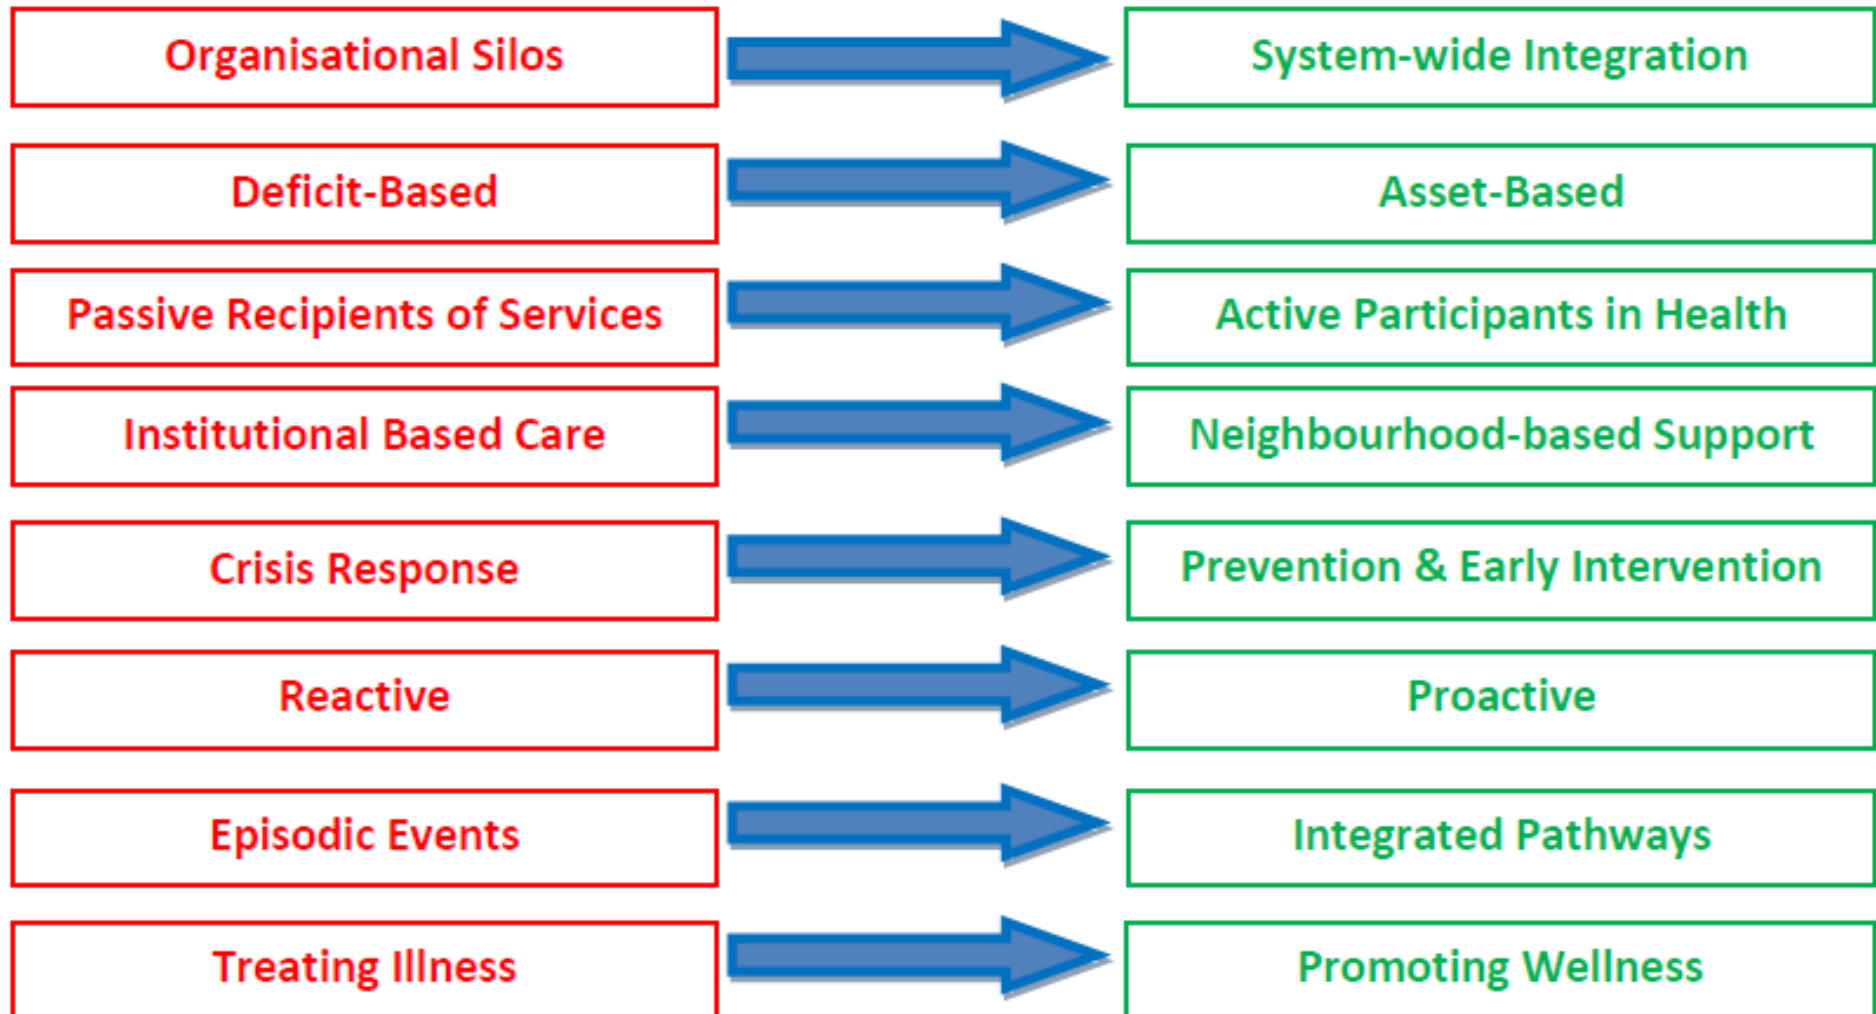 Organisational Silos
System-wide Integration
Deficit-Based
Asset-Based
Passive Recipients of Services
Active Participants in Health
Institutional Based Care
Neighbourhood-based Support
Crisis Response
Prevention & Early Intervention
Reactive
Proactive
Episodic Events
Integrated Pathways
Treating Illness
Promoting Wellness